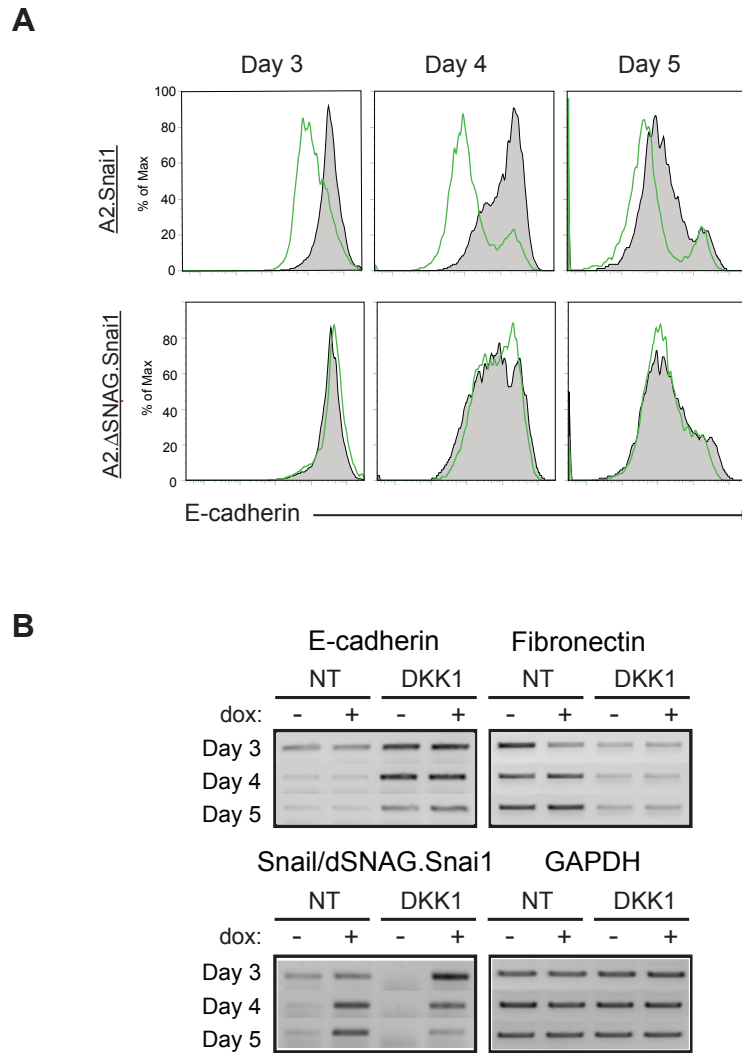 A
Day 3 Day 4 Day 5
A2.Snai1
% of Max
100
80
60
40
20
0
A2.ΔSNAG.Snai1
% of Max
80
60
40
20
0
E-cadherin
B
E-cadherin Fibronectin
NT DKK1 NT DKK1
dox: - + - + - + - +
Day 3
Day 4
Day 5
Snail/dSNAG.Snai1 GAPDH
NT DKK1 NT DKK1
dox: - + - + - + - +
Day 3
Day 4
Day 5